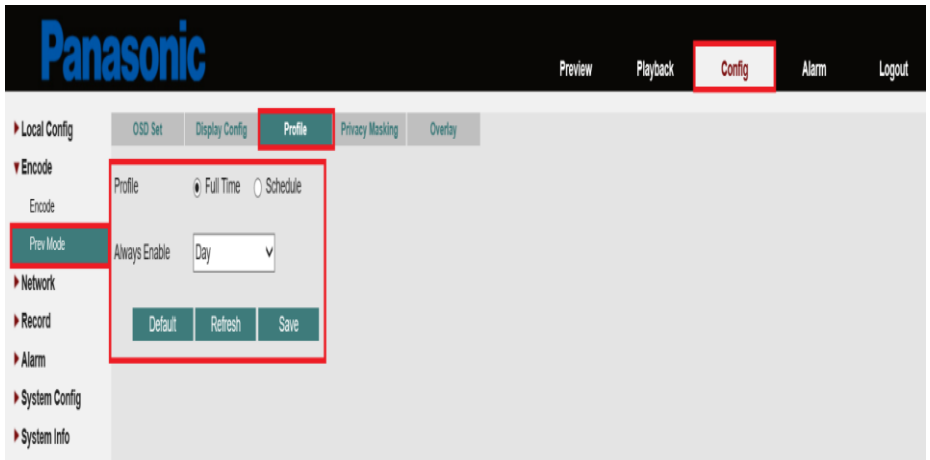 Panasonic
Preview Playback Config Alarm Logout
Local Config
OSD Set Display Config Profile Privacy Masking Overlay
Encode
Profile Full Time Schedule
Encode
Prev Mode
Always Enable Day
Network
Record
Default Refresh Save
Alarm
System Config
System Info